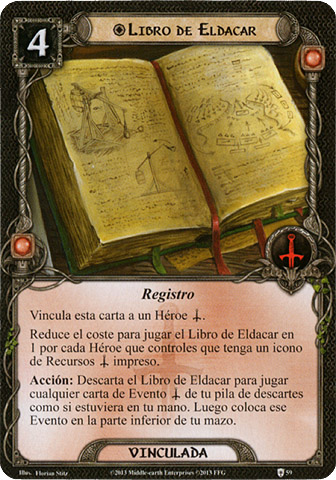 4
Libro de Eldacar
Registro
Vincula esta carta a un Héroe .
Reduce el coste para jugar el Libro de Eldacar en
1 por cada Héroe que controles que tenga un icono
de Recursos impreso.
Acción: Descarta el Libro de Eldacar para jugar
cualquier carta de Evento de tu pila de descartes
como si estuviera en tu mano. Luego coloca ese
Evento en la parte inferior de tu mazo.
VINCULADA
Illus. Florian Stitz
©2013 Middle-earth Enterprises ©2013 FFG
59